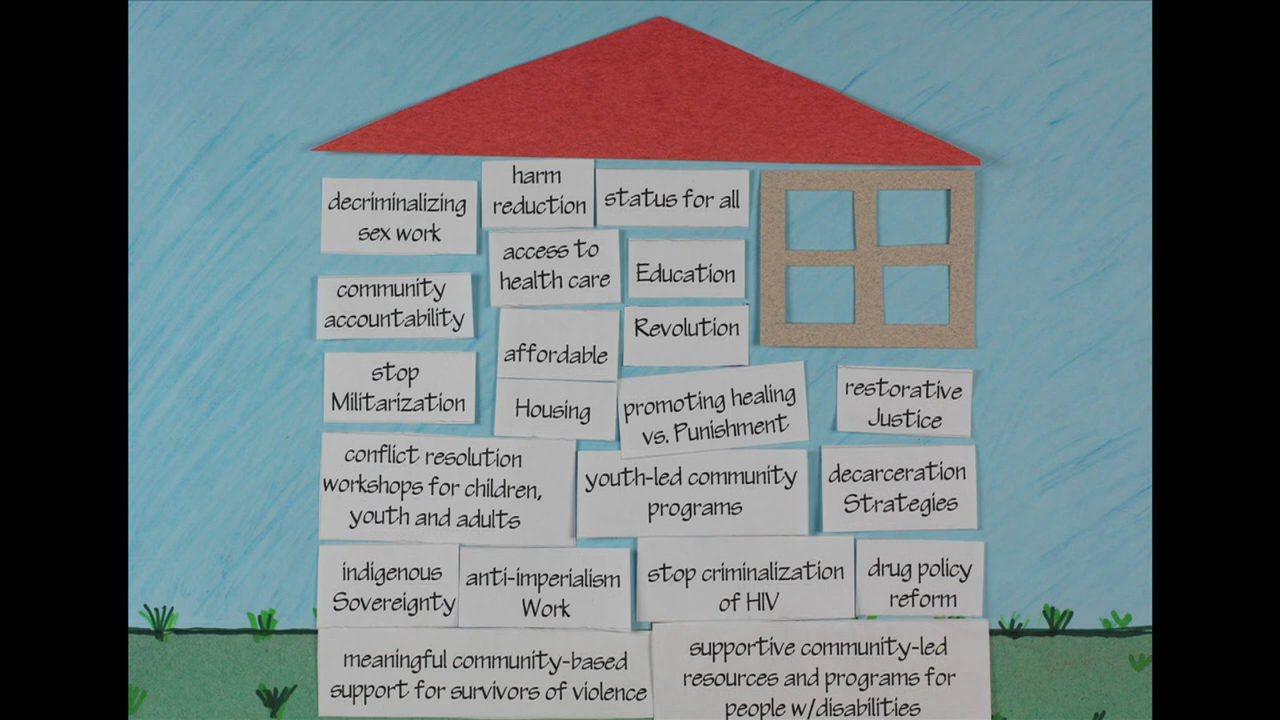 harm
reduction
status for all
decriminalizing
sex work
access to
health care
Education
community
accountability
affordable
Revolution
stop
Militarization
Housing
promoting healing
vs. Punishment
restorative
Justice
conflict resolution
workshops for children,
youth and adults
youth-led community
programs
decarceration
Strategies
indigenous
Sovereignty
anti-imperialism
Work
stop criminalization
of HIV
drug policy
reform
meaningful community-based
support for survivors of violence
supportive community-led
resources and programs for
people w/disabilities